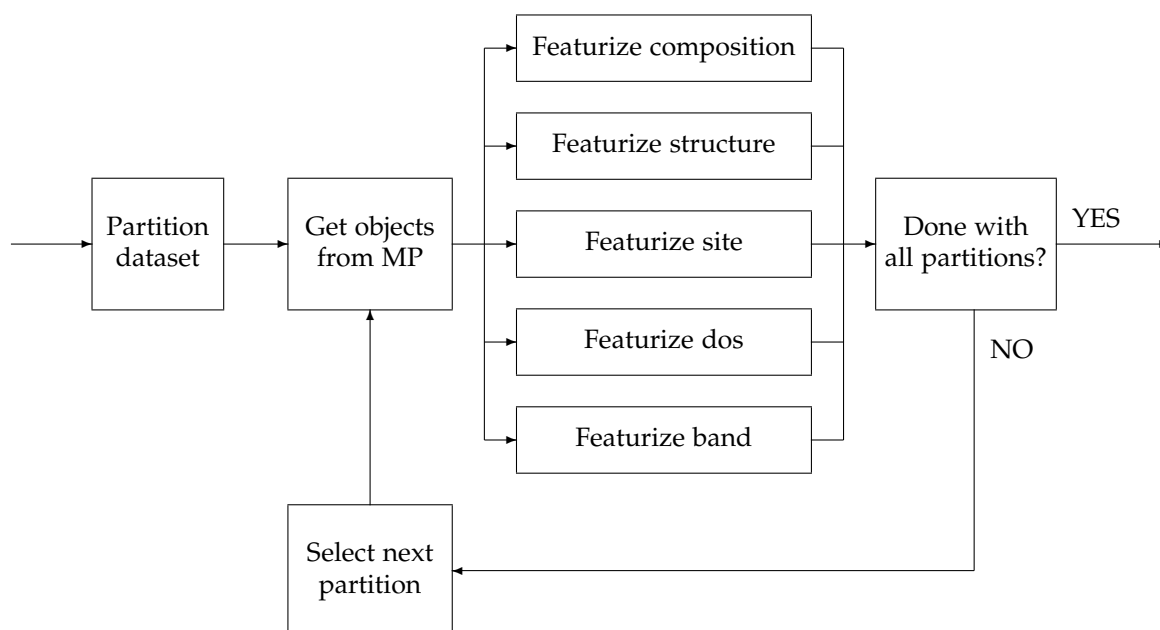 Partition
dataset
Get objects
from MP
Featurize composition
Featurize structure
Featurize site
Featurize dos
Featurize band
Done with
all partitions?
YES
NO
Select next
partition